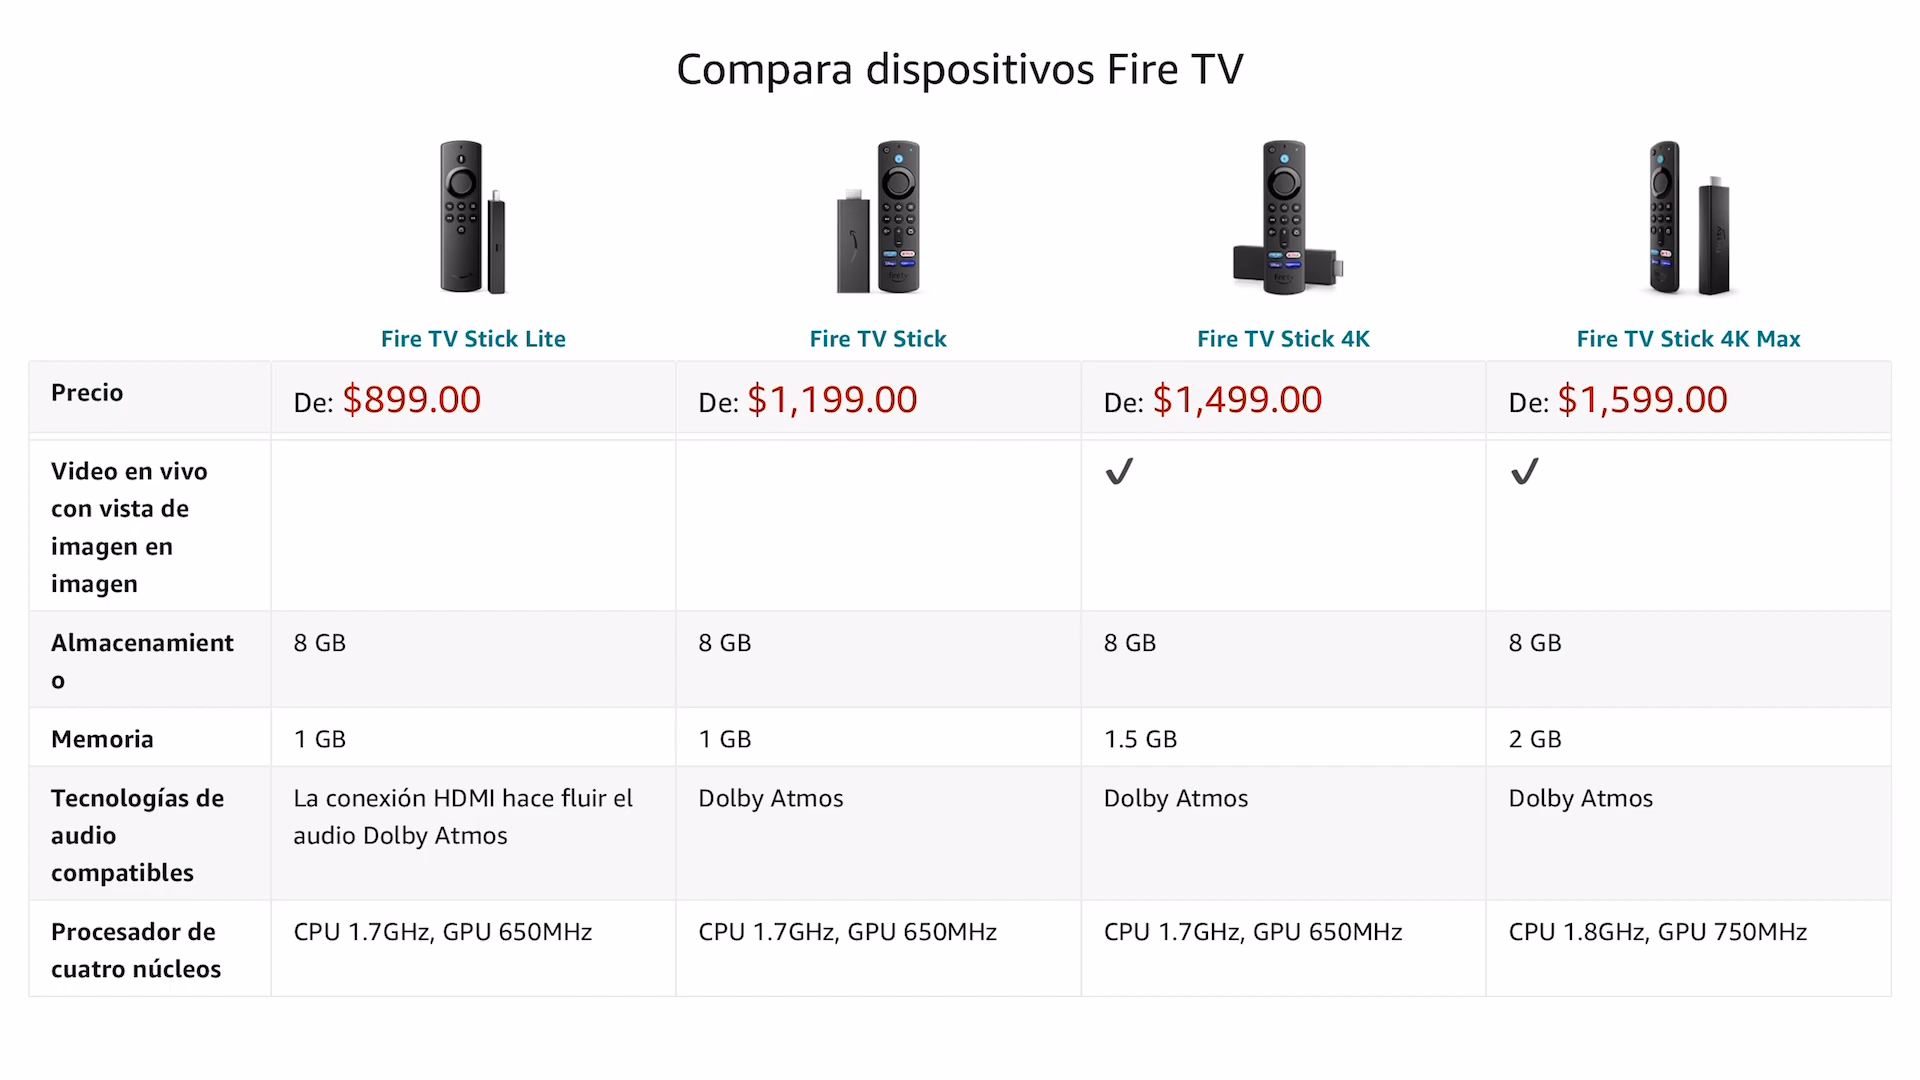 Compara dispositivos Fire TV
Fire TV Stick Lite
Fire TV Stick
Fire TV Stick 4K
Fire TV Stick 4K Max
Precio
De: $899.00
De: $1,199.00
De: $1,499.00
De: $1,599.00
Video en vivo
con vista de
imagen en
imagen
✓
✓
Almacenamient
o
8 GB
8 GB
8 GB
8 GB
Memoria
1 GB
1 GB
1.5 GB
2 GB
Tecnologías de
audio
compatibles
La conexión HDMI hace fluir el
audio Dolby Atmos
Dolby Atmos
Dolby Atmos
Dolby Atmos
Procesador de
cuatro núcleos
CPU 1.7GHz, GPU 650MHz
CPU 1.7GHz, GPU 650MHz
CPU 1.7GHz, GPU 650MHz
CPU 1.8GHz, GPU 750MHz